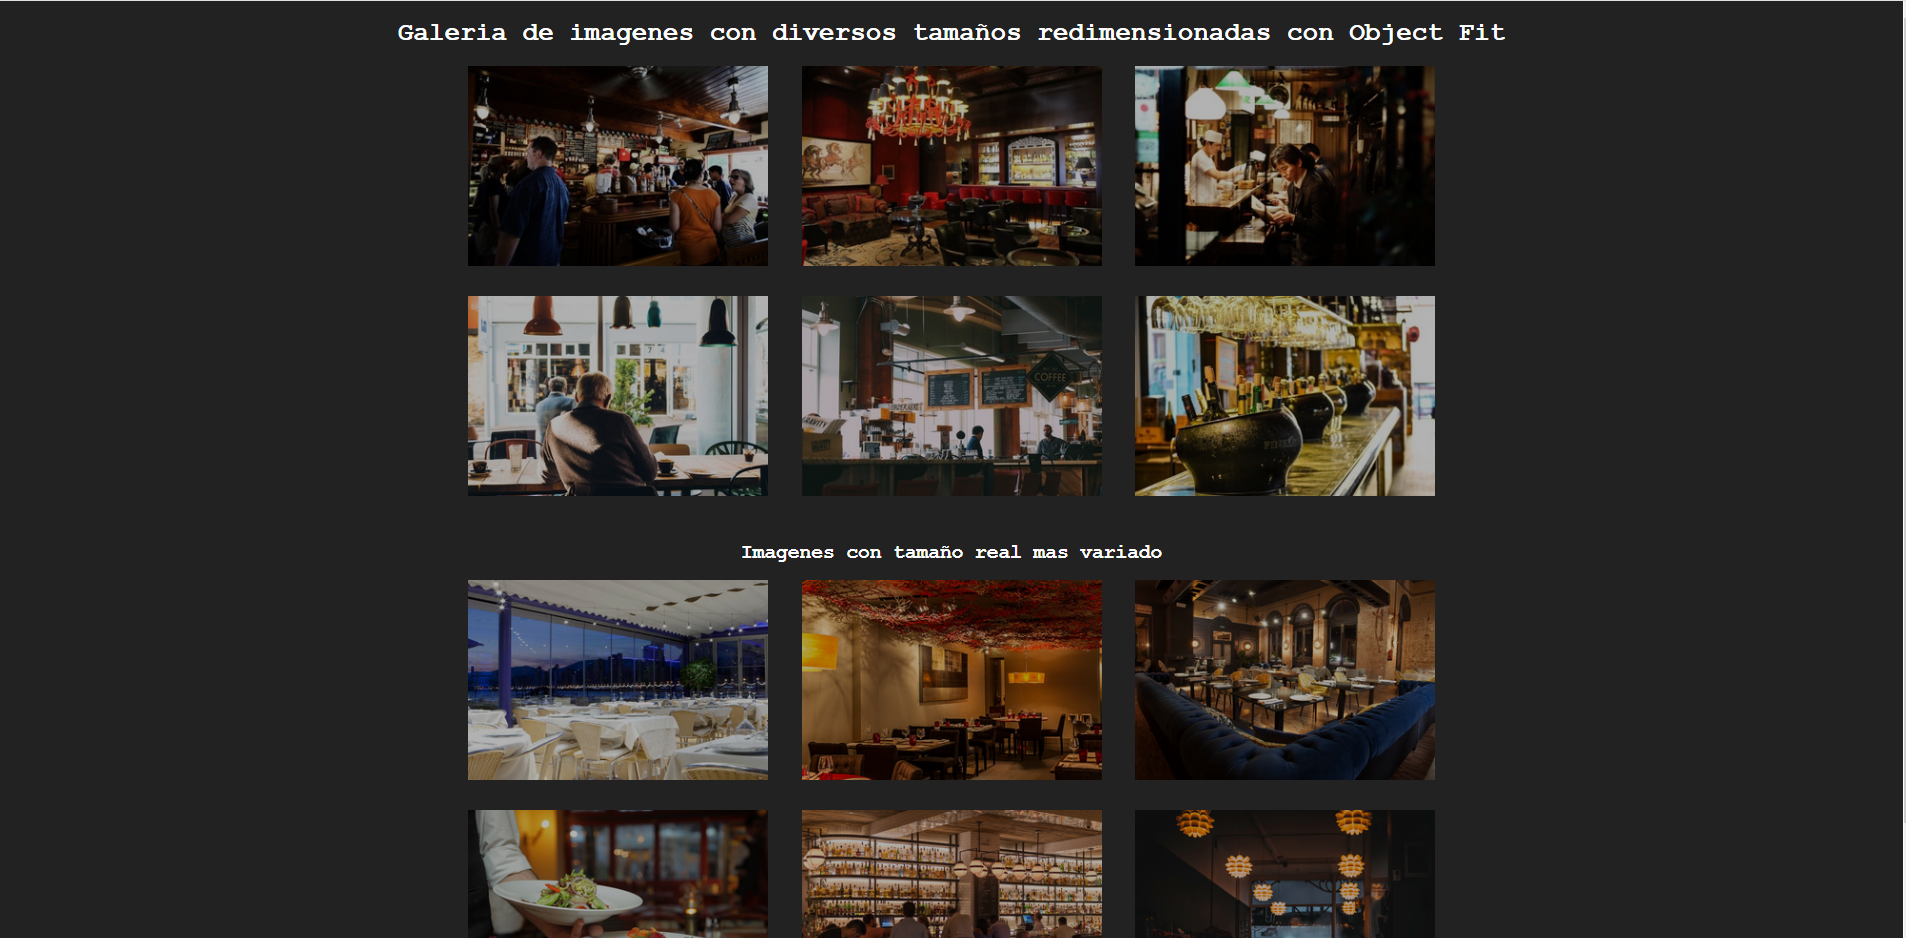 Galeria de imagenes con diversos tamaños redimensionadas con Object Fit
COFFEE
Imagenes con tamaño real mas variado